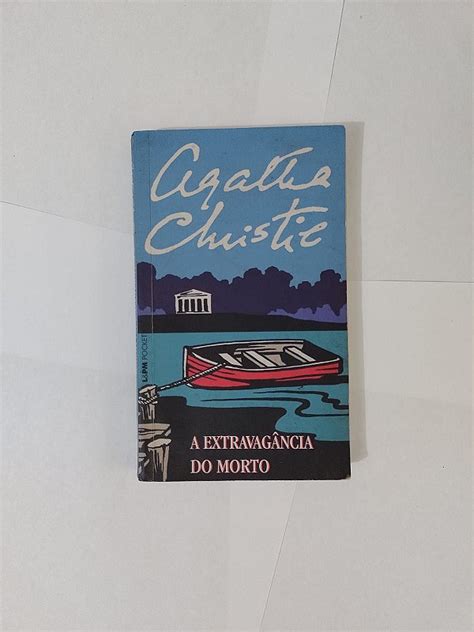 Agatha
Christie
L&PM POCKET
A EXTRAVAGÂNCIA
DO MORTO